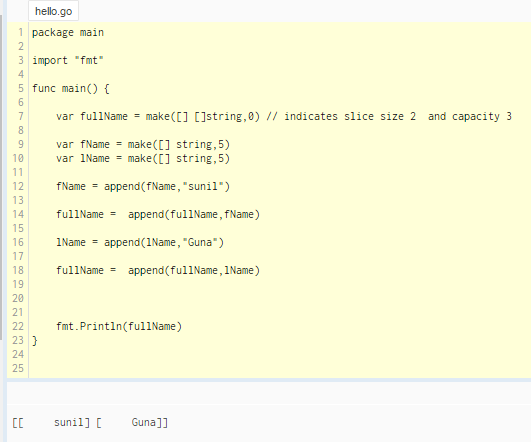 hello.go
1 package main
2
3 import "fmt"
4
5 func main() {
6
7     var fullName = make([] []string,0) // indicates slice size 2  and capacity 3
8
9     var fName = make([] string,5)
10     var lName = make([] string,5)
11
12     fName = append(fName,"sunil")
13
14     fullName =  append(fullName,fName)
15
16     lName = append(lName,"Guna")
17
18     fullName =  append(fullName,lName)
19
20
21
22     fmt.Println(fullName)
23 }
24
25
[[     sunil] [     Guna]]